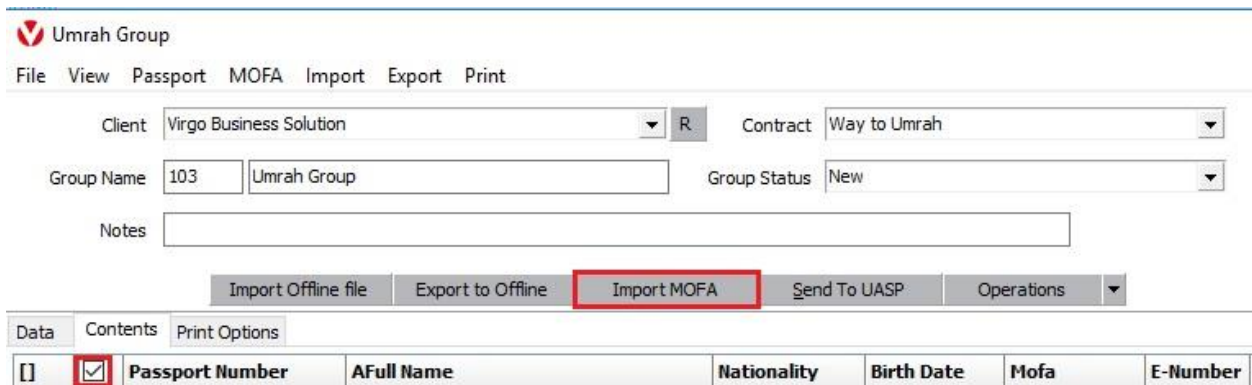 Umrah Group
File View Passport MOFA Import Export Print
Client Virgo Business Solution R Contract Way to Umrah
Group Name 103 Umrah Group Group Status New
Notes
Import Offline file Export to Offline Import MOFA Send To UASP Operations
Data Contents Print Options
[] Passport Number AFull Name Nationality Birth Date Mofa E-Number